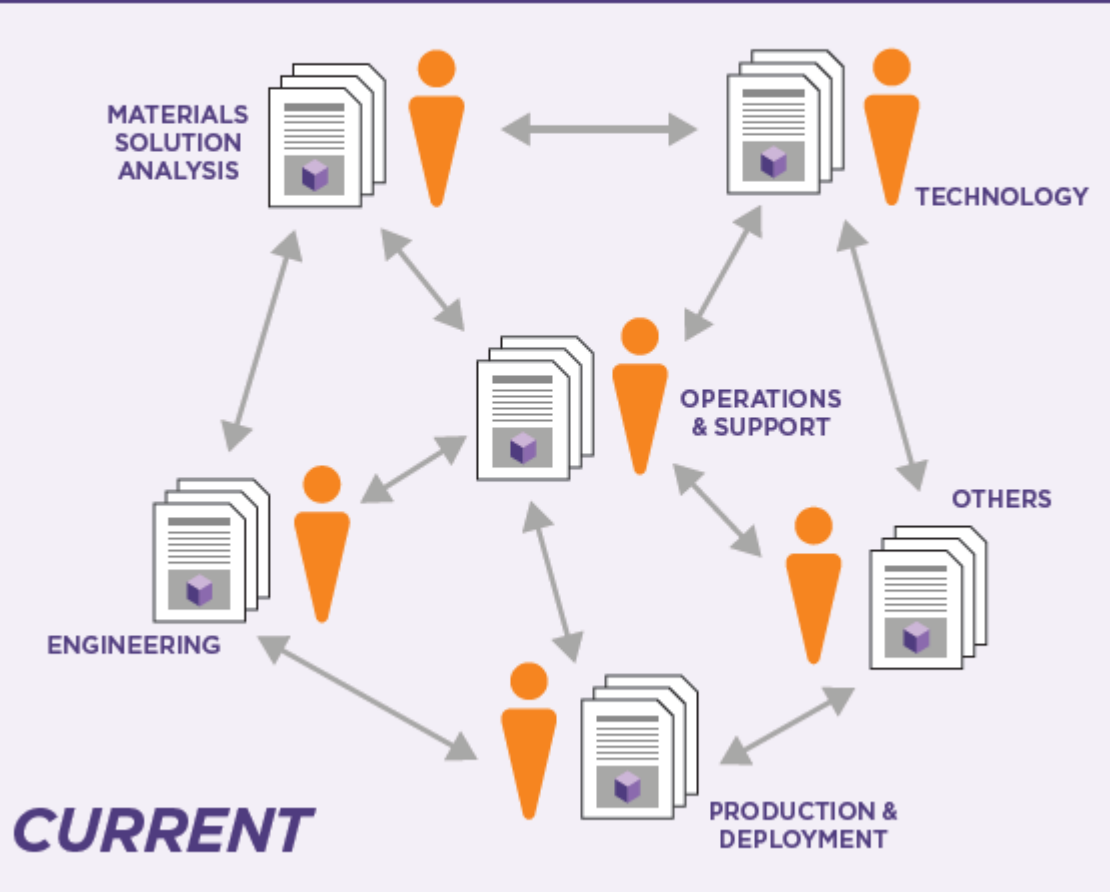 MATERIALS
SOLUTION
ANALYSIS
TECHNOLOGY
OPERATIONS
& SUPPORT
OTHERS
ENGINEERING
PRODUCTION &
DEPLOYMENT
CURRENT